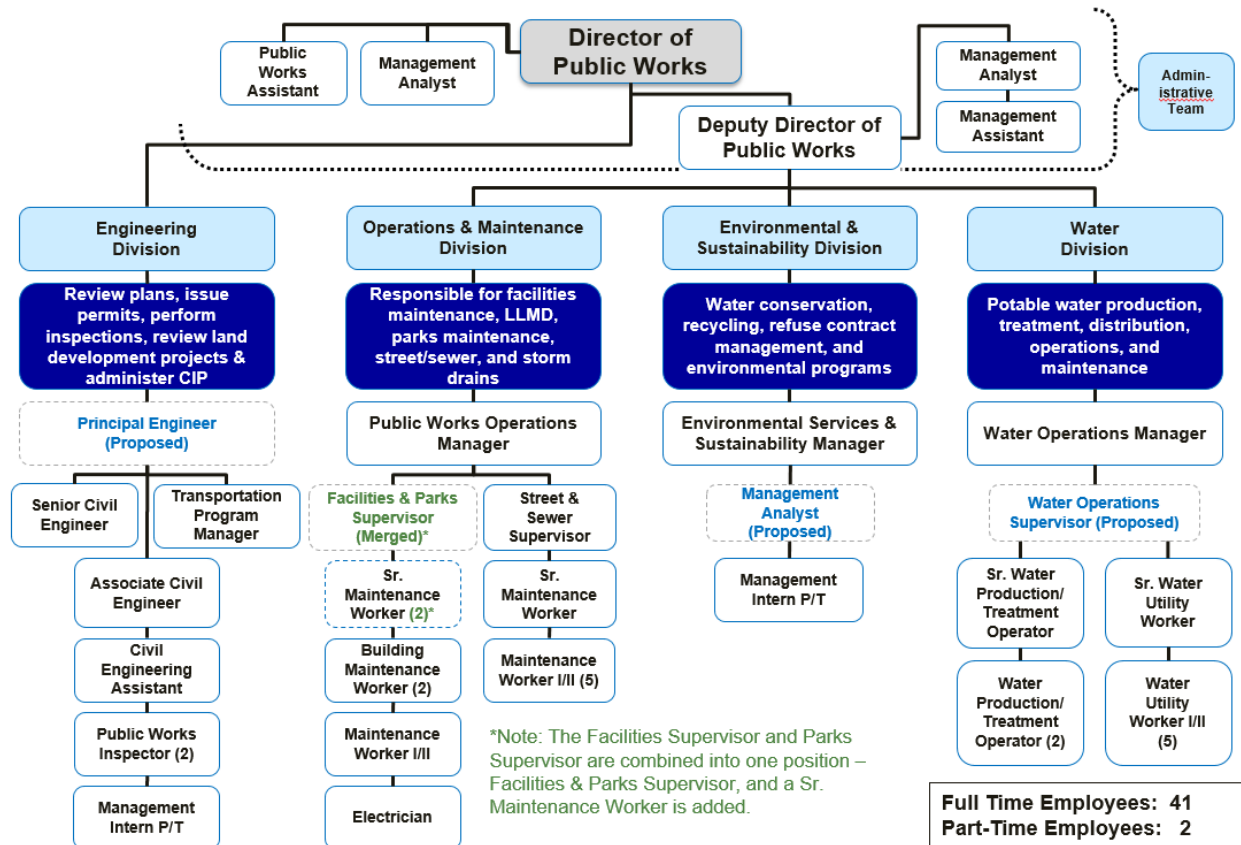 Director of
Public Works
Public
Works
Assistant
Management
Analyst
Management
Analyst
Management
Assistant
Admin-
istrative
Team
Deputy Director of
Public Works
Engineering
Division
Operations & Maintenance
Division
Environmental &
Sustainability Division
Water
Division
Review plans, issue
permits, perform
inspections, review land
development projects &
administer CIP
Responsible for facilities
maintenance, LLMD,
parks maintenance,
street/sewer, and storm
drains
Water conservation,
recycling, refuse contract
management, and
environmental programs
Potable water production,
treatment, distribution,
operations, and
maintenance
Principal Engineer
(Proposed)
Public Works Operations
Manager
Environmental Services &
Sustainability Manager
Water Operations Manager
Senior Civil
Engineer
Transportation
Program
Manager
Facilities & Parks
Supervisor
(Merged)*
Street &
Sewer
Supervisor
Management
Analyst
(Proposed)
Water Operations
Supervisor (Proposed)
Associate Civil
Engineer
Sr.
Maintenance
Worker (2)*
Sr.
Maintenance
Worker
Management
Intern P/T
Sr. Water
Production/
Treatment
Operator
Sr. Water
Utility
Worker
Civil
Engineering
Assistant
Building
Maintenance
Worker (2)
Maintenance
Worker I/II (5)
Water
Production/
Treatment
Operator (2)
Water
Utility
Worker I/II
(5)
Public Works
Inspector (2)
Maintenance
Worker I/II
Management
Intern P/T
Electrician
*Note: The Facilities Supervisor and Parks
Supervisor are combined into one position –
Facilities & Parks Supervisor, and a Sr.
Maintenance Worker is added.
Full Time Employees: 41
Part-Time Employees: 2